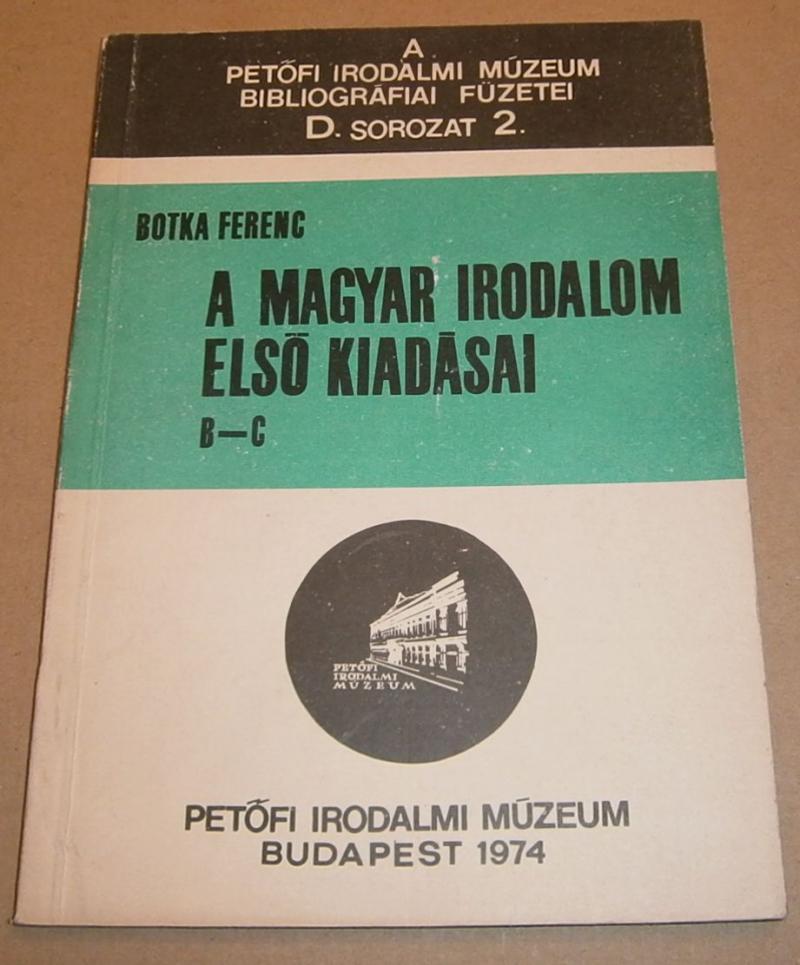 A
PETŐFI IRODALMI MÚZEUM
BIBLIOGRÁFIAI FÜZETEI
D. SOROZAT 2.
BOTKA FERENC
A MAGYAR IRODALOM
ELSŐ KIADÁSAI
B—C
PETŐFI
IRODALMI
MÚZEUM
PETŐFI IRODALMI MÚZEUM
BUDAPEST 1974